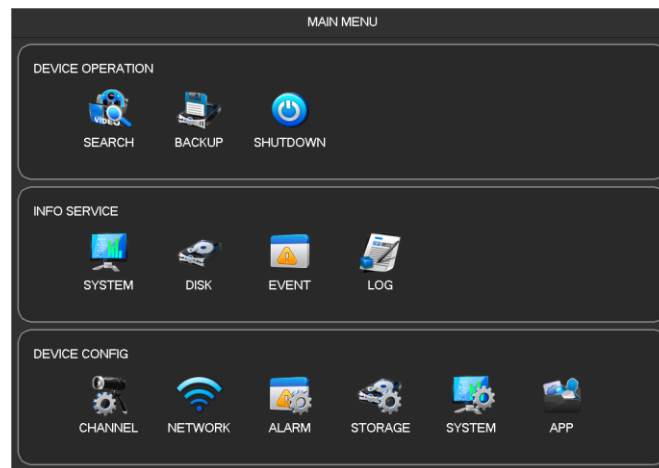 MAIN MENU
DEVICE OPERATION
VIDEO
SEARCH BACKUP SHUTDOWN
INFO SERVICE
SYSTEM DISK EVENT LOG
DEVICE CONFIG
CHANNEL NETWORK ALARM STORAGE SYSTEM APP